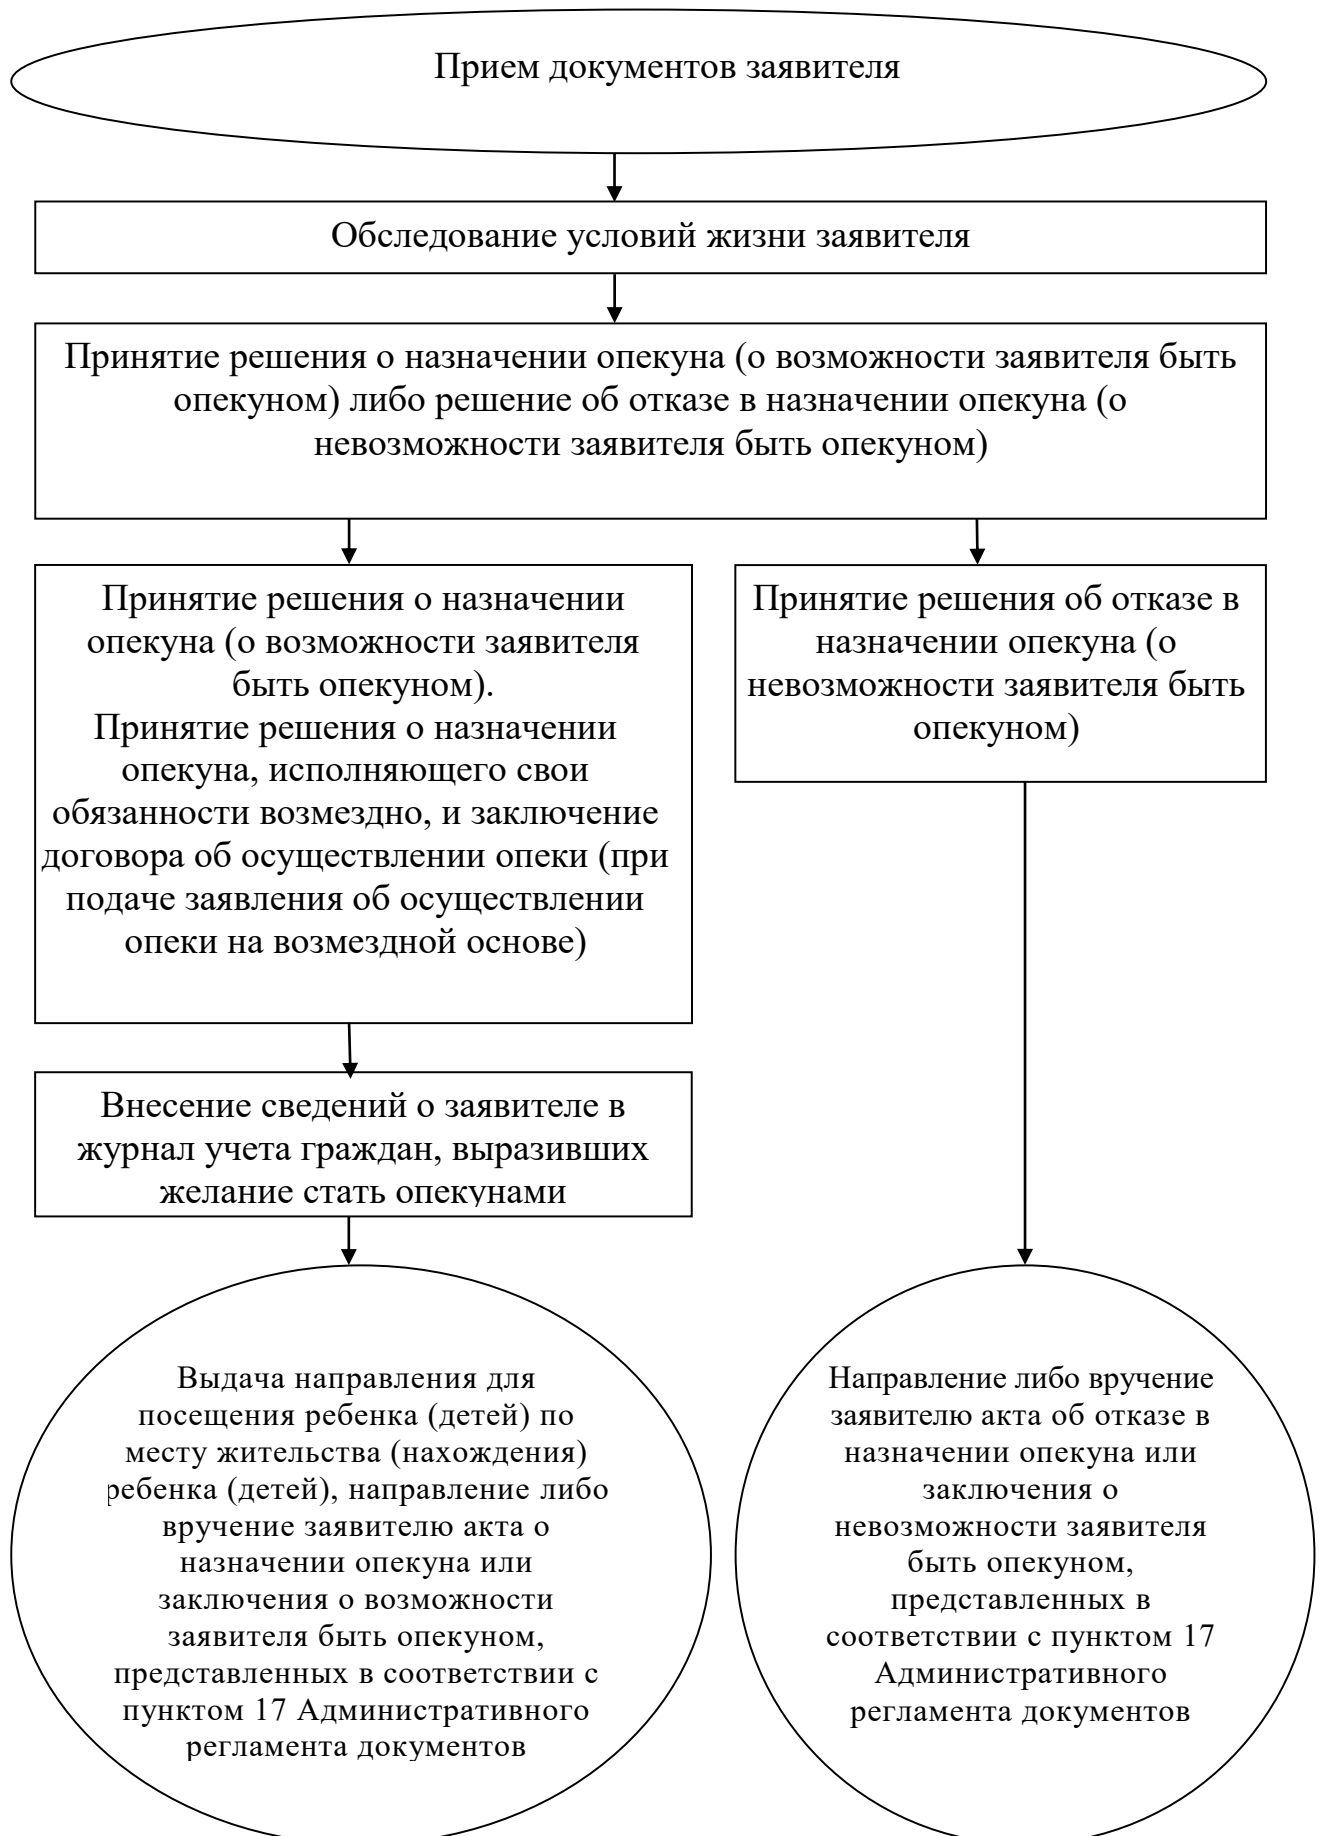 Прием документов заявителя
Обследование условий жизни заявителя
Принятие решения о назначении опекуна (о возможности заявителя быть
опекуном) либо решение об отказе в назначении опекуна (о
невозможности заявителя быть опекуном)
Принятие решения о назначении
опекуна (о возможности заявителя
быть опекуном).
Принятие решения о назначении
опекуна, исполняющего свои
обязанности возмездно, и заключение
договора об осуществлении опеки (при
подаче заявления об осуществлении
опеки на возмездной основе)
Принятие решения об отказе в
назначении опекуна (о
невозможности заявителя быть
опекуном)
Внесение сведений о заявителе в
журнал учета граждан, выразивших
желание стать опекунами
Выдача направления для
посещения ребенка (детей) по
месту жительства (нахождения)
ребенка (детей), направление либо
вручение заявителю акта о
назначении опекуна или
заключения о возможности
заявителя быть опекуном,
представленных в соответствии с
пунктом 17 Административного
регламента документов
Направление либо вручение
заявителю акта об отказе в
назначении опекуна или
заключения о
невозможности заявителя
быть опекуном,
представленных в
соответствии с пунктом 17
Административного
регламента документов